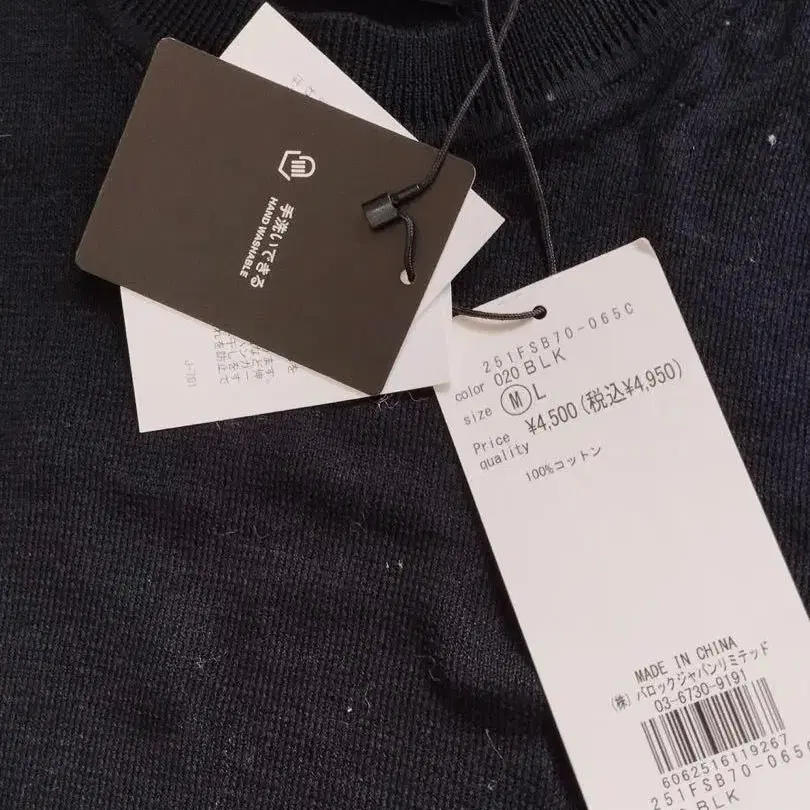 手洗いできる
HAND WASHABLE
J-701
251FSB70-065C
color 020 BLK
size M L
Price ¥4,500(税込¥4,950)
quality
100%コットン
MADE IN CHINA
(株)バロックジャパンリミテッド
03-6730-9191
6062516119267
251FSB70-065C
BLK